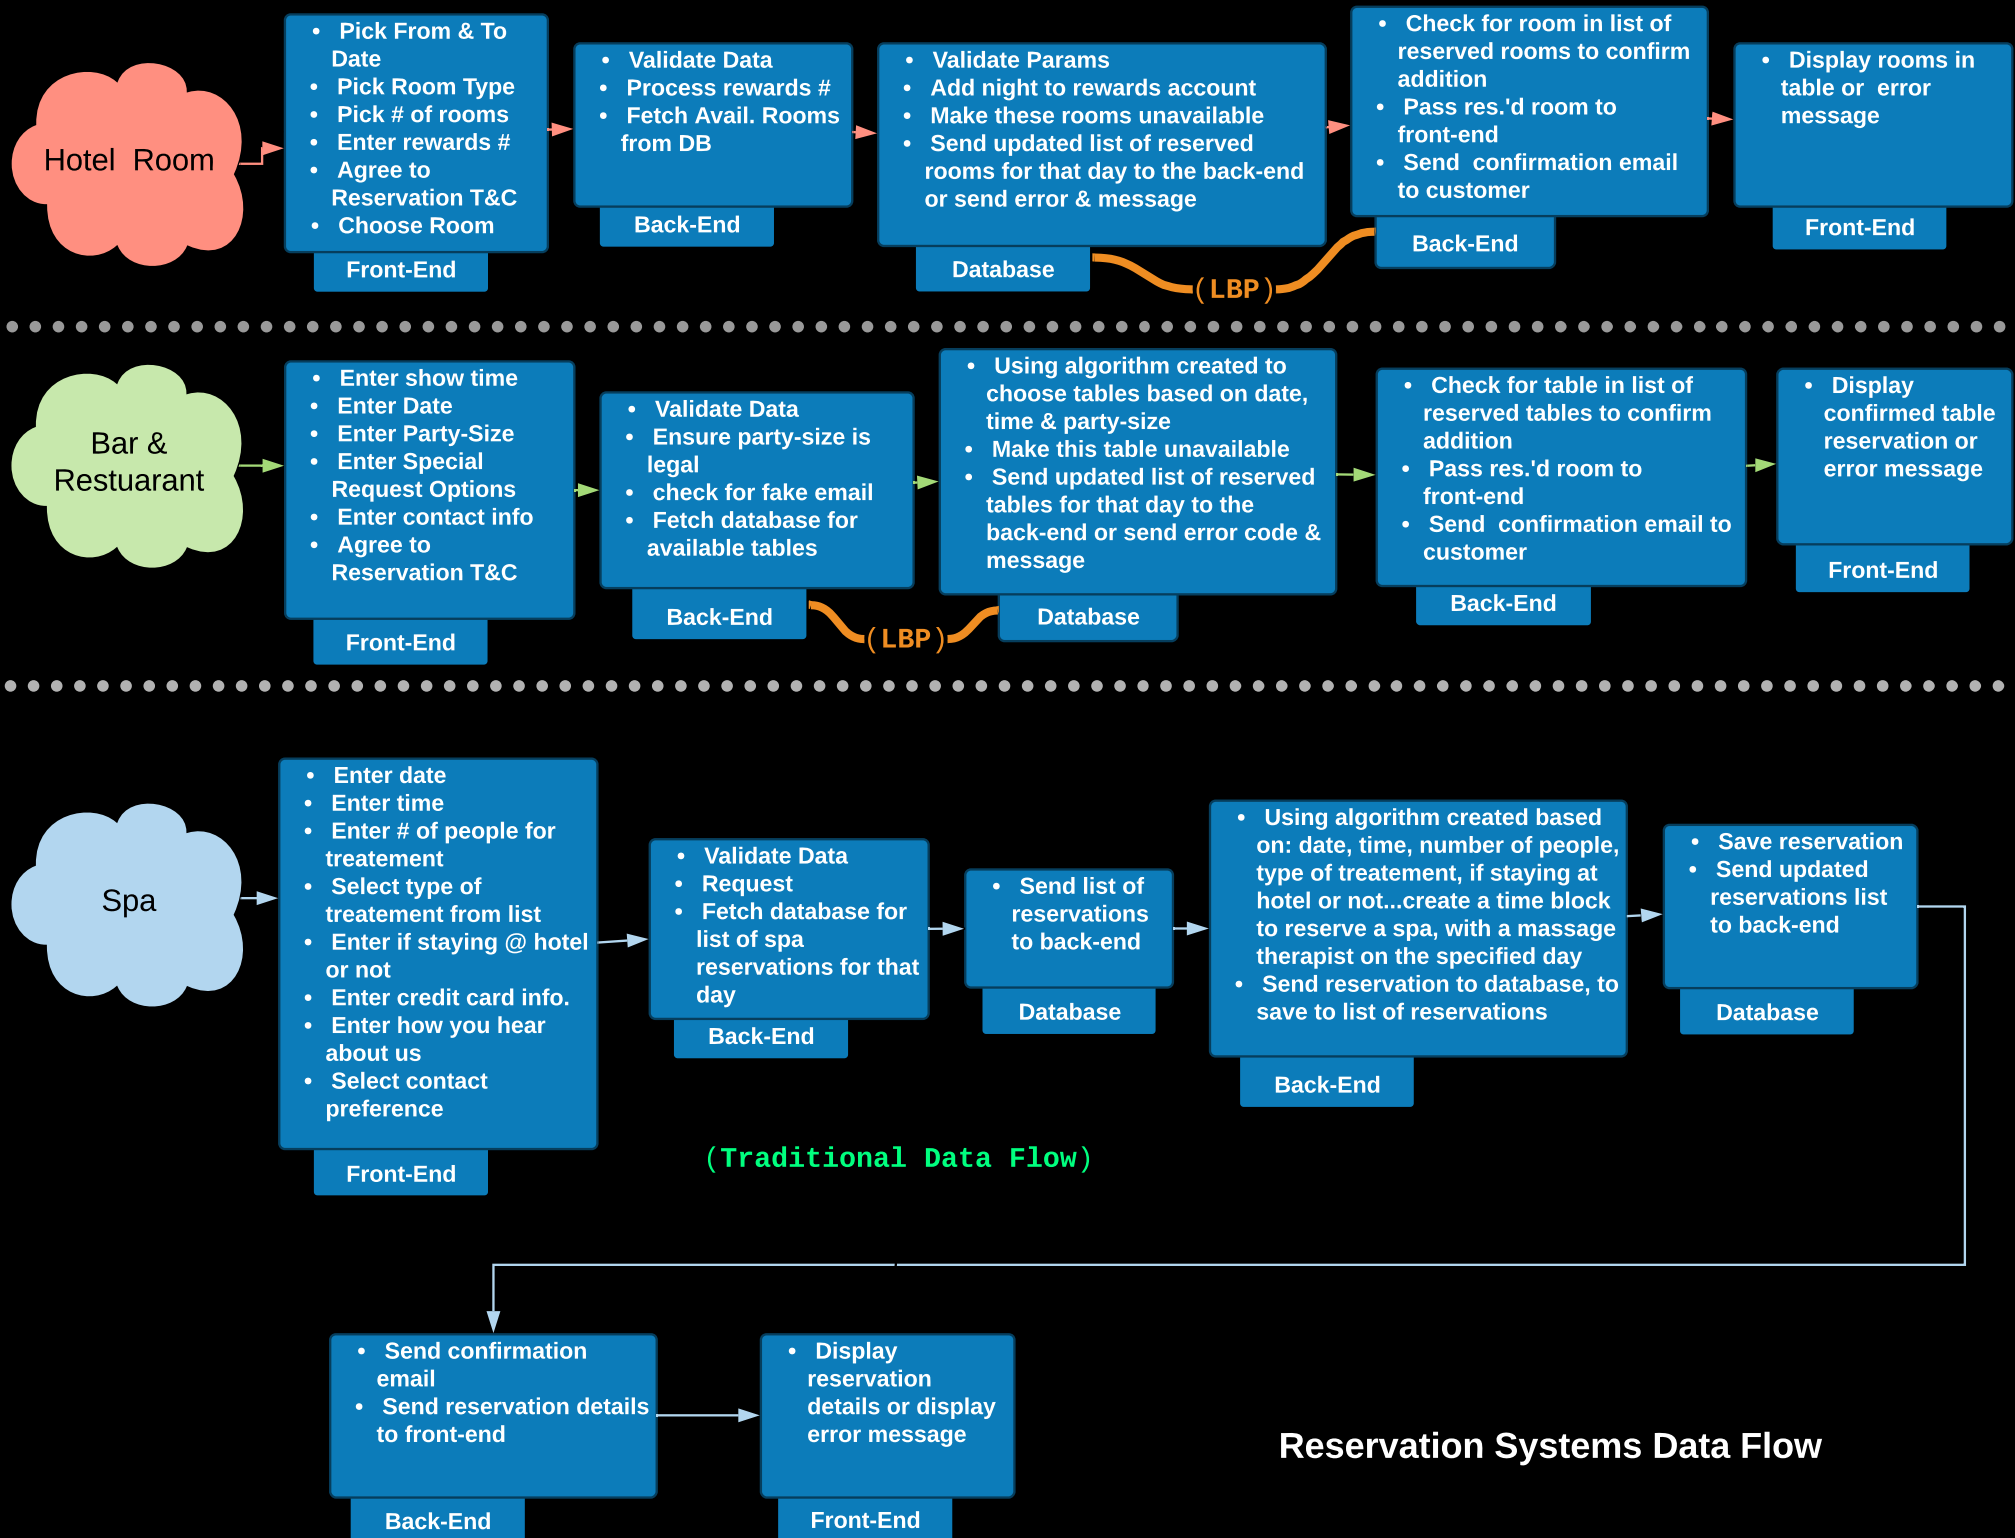 Hotel  Room
• Pick From & To
Date
• Pick Room Type
• Pick # of rooms
• Enter rewards #
• Agree to
Reservation T&C
• Choose Room
Front-End
• Validate Data
• Process rewards #
• Fetch Avail. Rooms
from DB
Back-End
• Validate Params
• Add night to rewards account
• Make these rooms unavailable
• Send updated list of reserved
rooms for that day to the back-end
or send error & message
Database
(LBP)
• Check for room in list of
reserved rooms to confirm
addition
• Pass res.'d room to
front-end
• Send  confirmation email
to customer
Back-End
• Display rooms in
table or  error
message
Front-End
Bar &
Restuarant
• Enter show time
• Enter Date
• Enter Party-Size
• Enter Special
Request Options
• Enter contact info
• Agree to
Reservation T&C
Front-End
• Validate Data
• Ensure party-size is
legal
• check for fake email
• Fetch database for
available tables
Back-End
(LBP)
• Using algorithm created to
choose tables based on date,
time & party-size
• Make this table unavailable
• Send updated list of reserved
tables for that day to the
back-end or send error code &
message
Database
• Check for table in list of
reserved tables to confirm
addition
• Pass res.'d room to
front-end
• Send  confirmation email to
customer
Back-End
• Display
confirmed table
reservation or
error message
Front-End
Spa
• Enter date
• Enter time
• Enter # of people for
treatement
• Select type of
treatement from list
• Enter if staying @ hotel
or not
• Enter credit card info.
• Enter how you hear
about us
• Select contact
preference
Front-End
• Validate Data
• Request
• Fetch database for
list of spa
reservations for that
day
Back-End
• Send list of
reservations
to back-end
Database
• Using algorithm created based
on: date, time, number of people,
type of treatement, if staying at
hotel or not...create a time block
to reserve a spa, with a massage
therapist on the specified day
• Send reservation to database, to
save to list of reservations
Back-End
• Save reservation
• Send updated
reservations list
to back-end
Database
(Traditional Data Flow)
• Send confirmation
email
• Send reservation details
to front-end
Back-End
• Display
reservation
details or display
error message
Front-End
Reservation Systems Data Flow